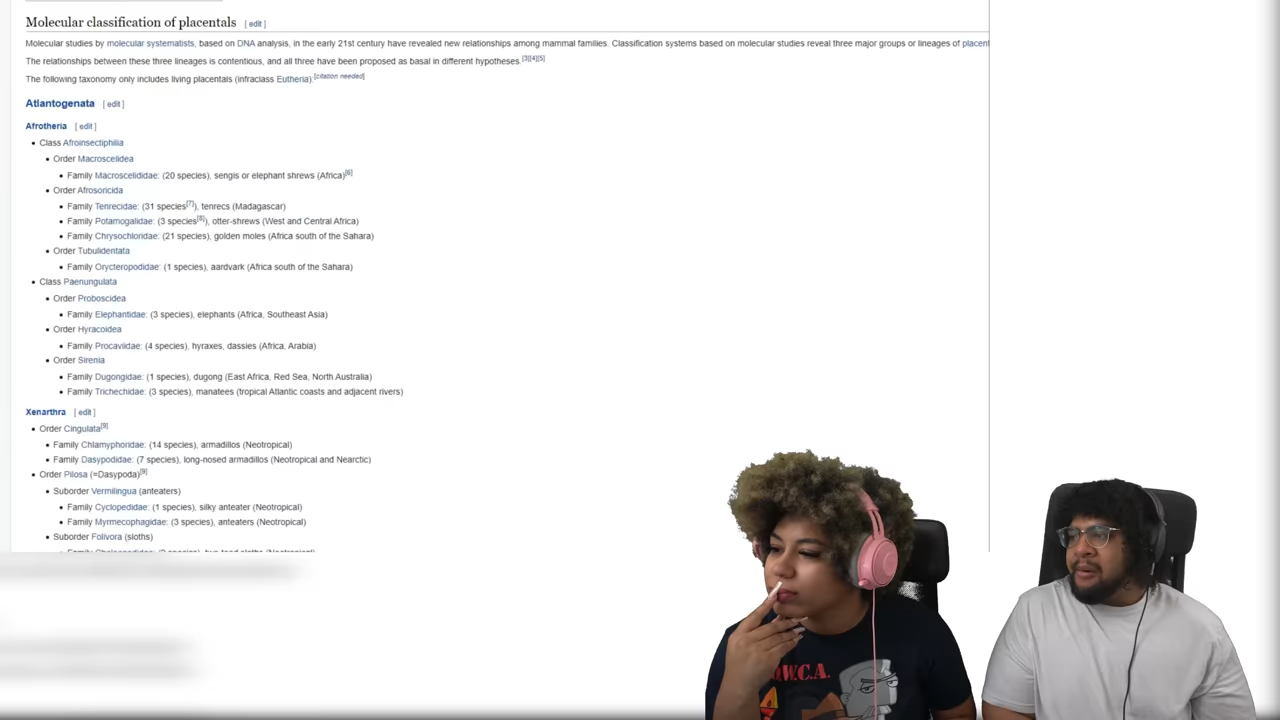 Molecular classification of placentals [ edit ]
Molecular studies by molecular systematists, based on DNA analysis, in the early 21st century have revealed new relationships among mammal families. Classification systems based on molecular studies reveal three major groups or lineages of placent
The relationships between these three lineages is contentious, and all three have been proposed as basal in different hypotheses.[3][4][5]
The following taxonomy only includes living placentals (infraclass Eutheria):[citation needed]
Atlantogenata [ edit ]
Afrotheria [ edit ]
• Class Afroinsectiphilia
• Order Macroscelidea
• Family Macroscelididae: (20 species), sengis or elephant shrews (Africa)[6]
• Order Afrosoricida
• Family Tenrecidae: (31 species[7]), tenrecs (Madagascar)
• Family Potamogalidae: (3 species[8]), otter-shrews (West and Central Africa)
• Family Chrysochloridae: (21 species), golden moles (Africa south of the Sahara)
• Order Tubulidentata
• Family Orycteropodidae: (1 species), aardvark (Africa south of the Sahara)
• Class Paenungulata
• Order Proboscidea
• Family Elephantidae: (3 species), elephants (Africa, Southeast Asia)
• Order Hyracoidea
• Family Procaviidae: (4 species), hyraxes, dassies (Africa, Arabia)
• Order Sirenia
• Family Dugongidae: (1 species), dugong (East Africa, Red Sea, North Australia)
• Family Trichechidae: (3 species), manatees (tropical Atlantic coasts and adjacent rivers)
Xenarthra [ edit ]
• Order Cingulata[9]
• Family Chlamyphoridae: (14 species), armadillos (Neotropical)
• Family Dasypodidae: (7 species), long-nosed armadillos (Neotropical and Nearctic)
• Order Pilosa (=Dasypoda)[9]
• Suborder Vermilingua (anteaters)
• Family Cyclopedidae: (1 species), silky anteater (Neotropical)
• Family Myrmecophagidae: (3 species), anteaters (Neotropical)
• Suborder Folivora (sloths)
W.C.A.